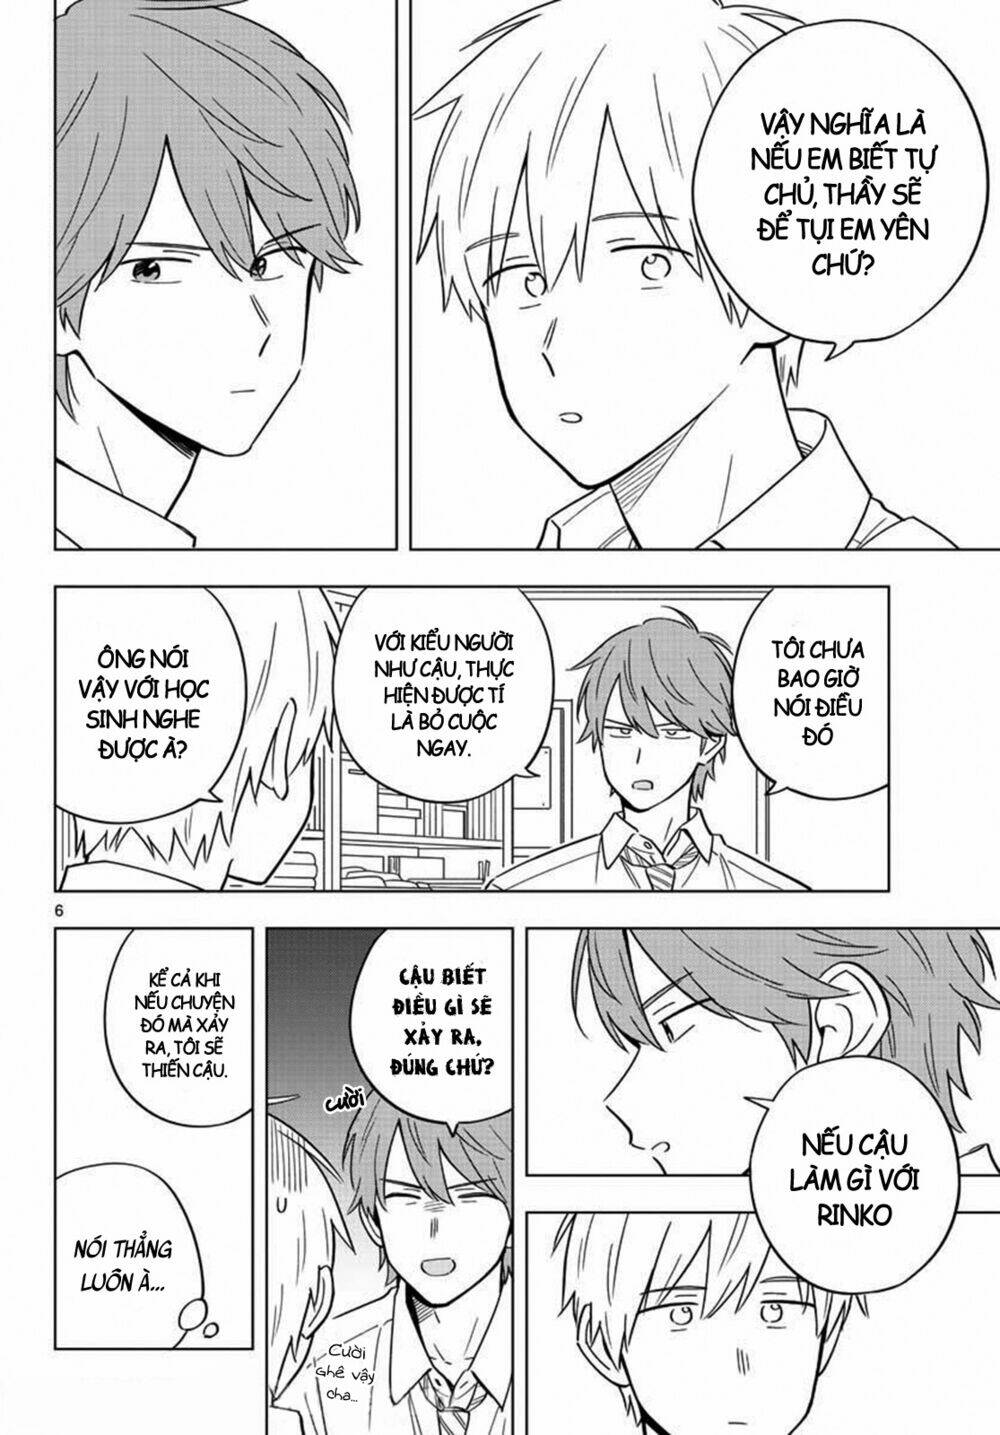 VẬY NGHĨA LÀ
NẾU EM BIẾT TỰ
CHỦ, THẦY SẼ
ĐỂ TỤI EM YÊN
CHỨ?
TÔI CHƯA
BAO GIỜ
NÓI ĐIỀU
ĐÓ
VỚI KIỂU NGƯỜI
NHƯ CẬU, THỰC
HIỆN ĐƯỢC TÍ
LÀ BỎ CUỘC
NGAY.
ÔNG NÓI
VẬY VỚI HỌC
SINH NGHE
ĐƯỢC À?
6
NẾU CẬU
LÀM GÌ VỚI
RINKO
CẬU BIẾT
ĐIỀU GÌ SẼ
XẢY RA,
ĐÚNG CHỨ?
cười
Cười
ghê vậy
cha...
KỂ CẢ KHI
NẾU CHUYỆN
ĐÓ MÀ XẢY
RA, TÔI SẼ
THIẾN CẬU.
NÓI THẲNG
LUÔN À...